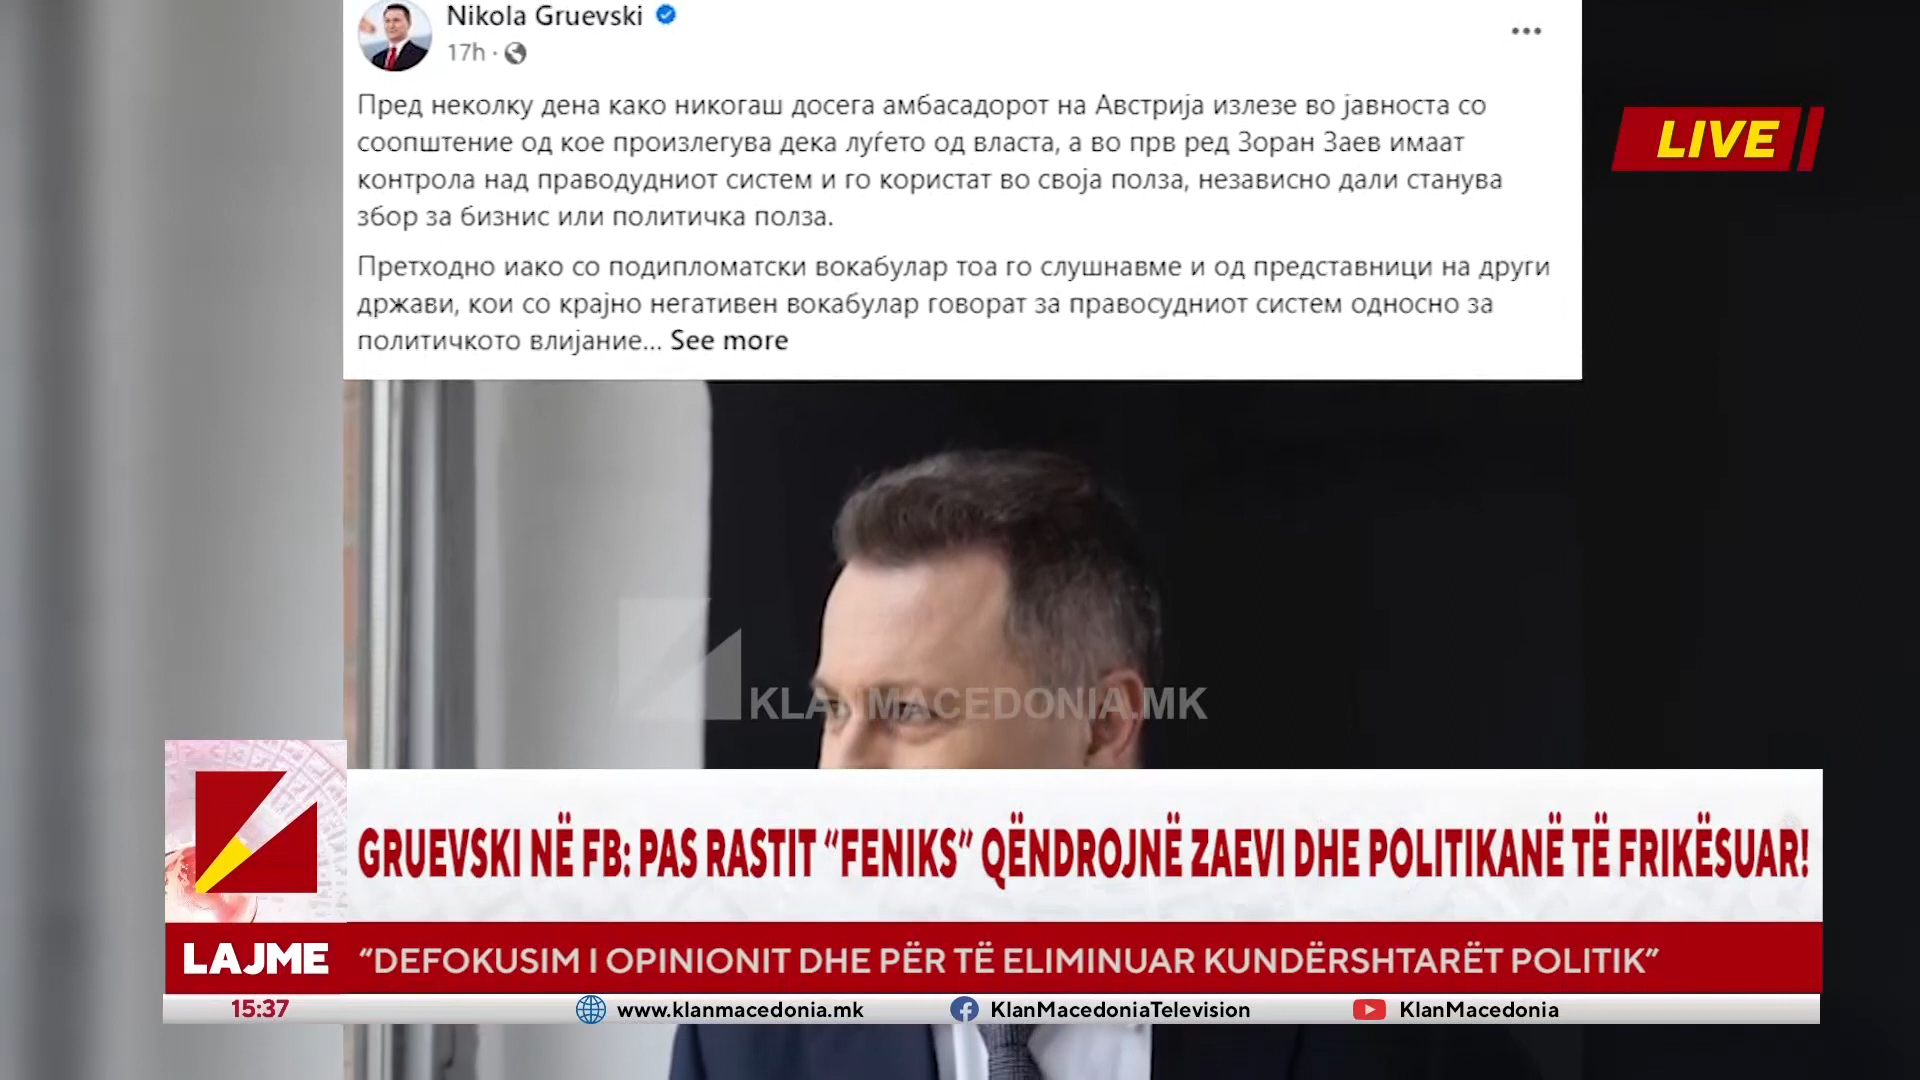 Nikola Gruevski
17h ·
Пред неколку дена како никогаш досега амбасадорот на Австрија излезе во јавноста со
соопштение од кое произлегува дека луѓето од власта, а во прв ред Зоран Заев имаат
контрола над праводудниот систем и го користат во своја полза, независно дали станува
збор за бизнис или политичка полза.
Претходно иако со подипломатски вокабулар тоа го слушнавме и од представници на други
држави, кои со крајно негативен вокабулар говорат за правосудниот систем односно за
политичкото влијание... See more
LIVE
KLANMACEDONIA.MK
GRUEVSKI NË FB: PAS RASTIT “FENIKS” QËNDROJNË ZAEVI DHE POLITIKANË TË FRIKËSUAR!
LAJME
“DEFOKUSIM I OPINIONIT DHE PËR TË ELIMINUAR KUNDËRSHTARËT POLITIK”
15:37
www.klanmacedonia.mk
KlanMacedoniaTelevision
KlanMacedonia